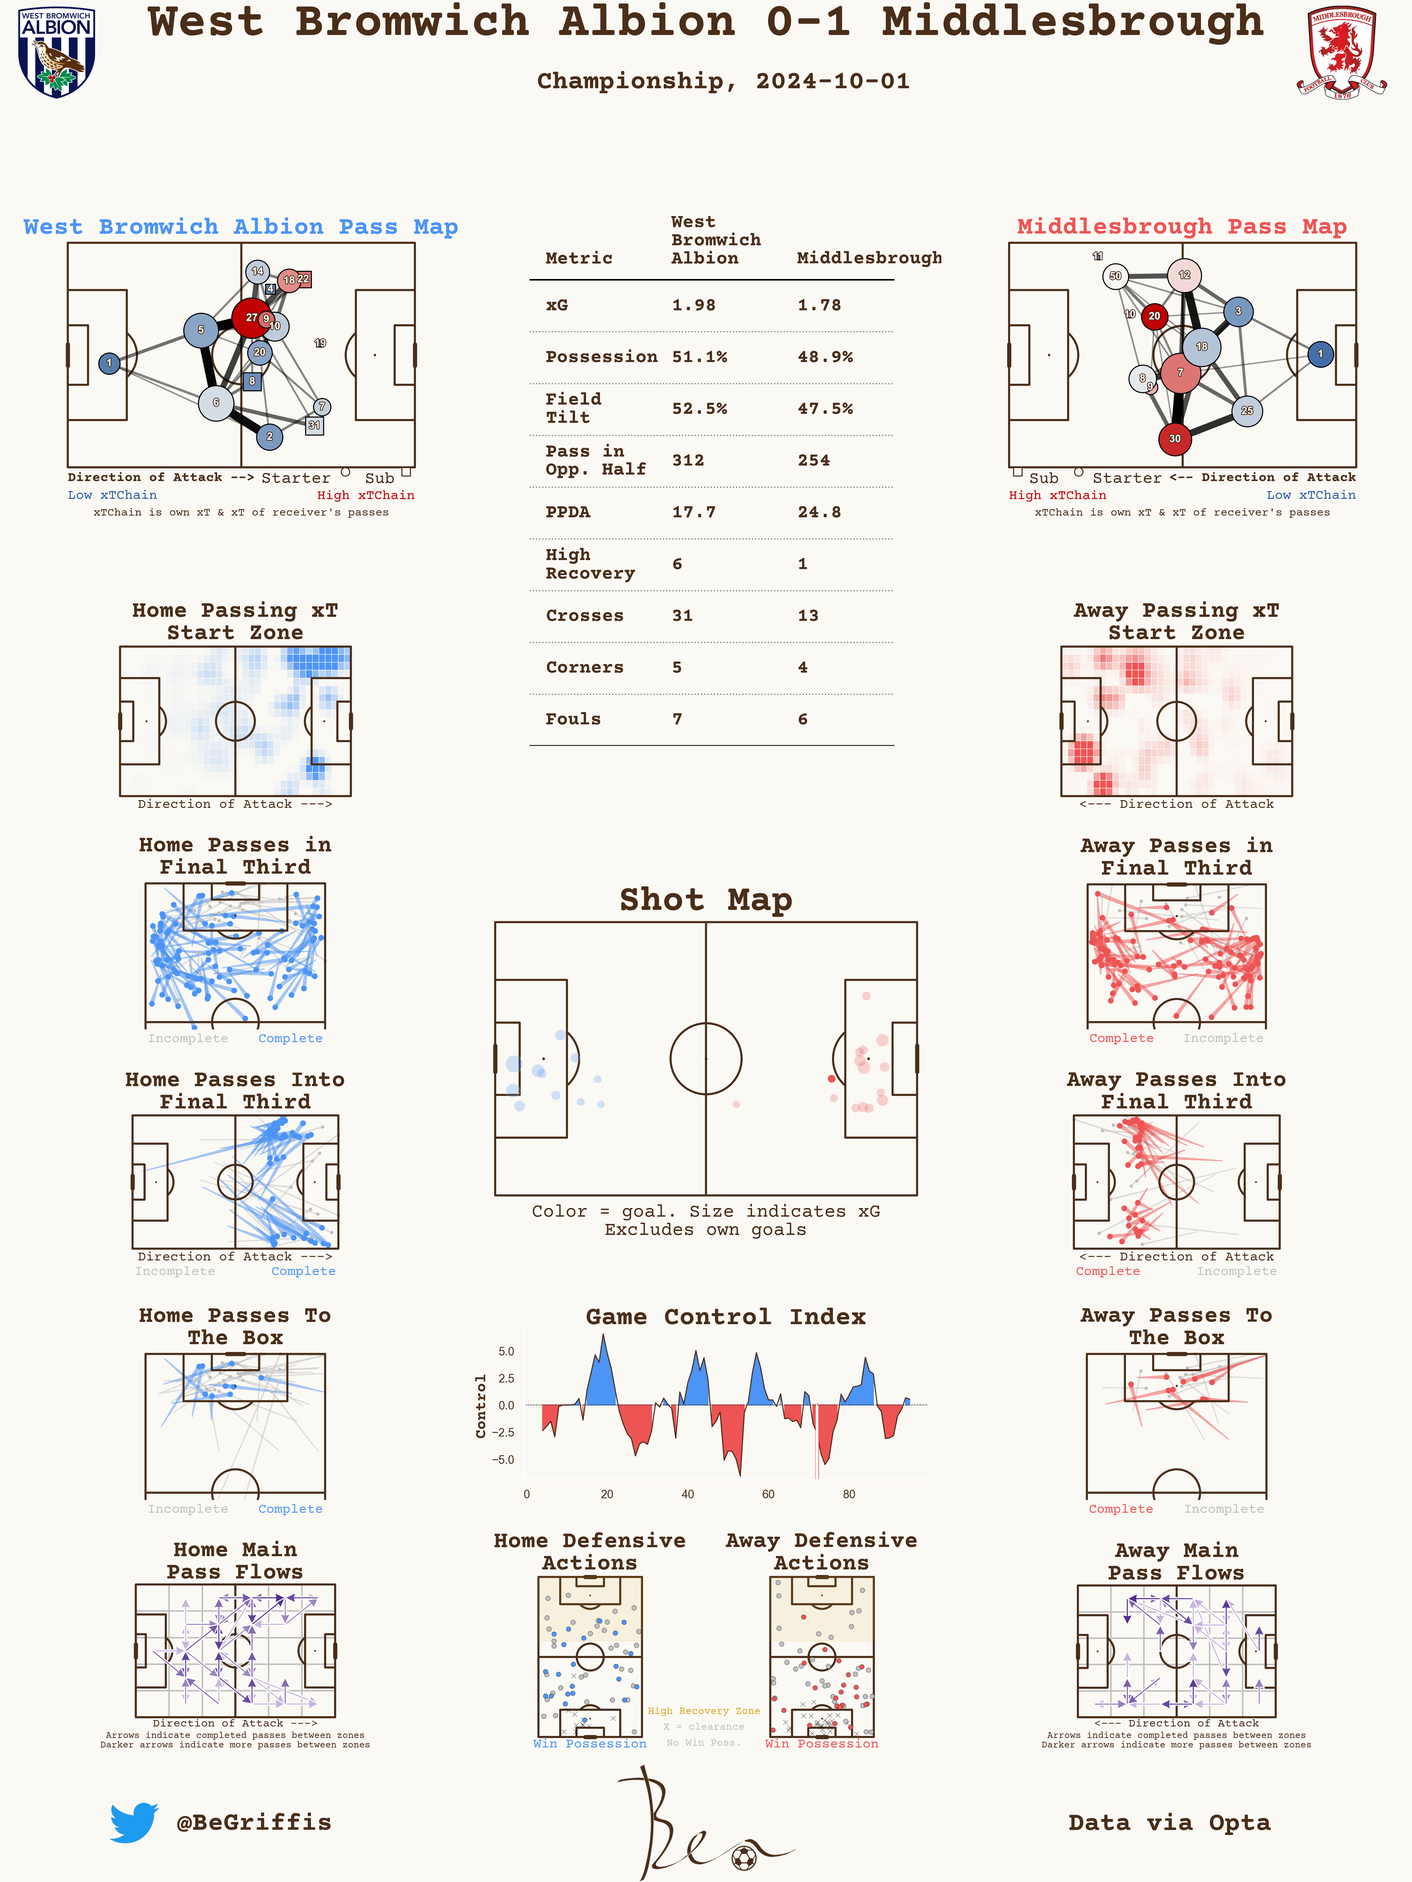 West Bromwich Albion 0-1 Middlesbrough
Championship, 2024-10-01
WEST BROMWICH
ALBION
MIDDLESBROUGH
FOOTBALL CLUB
1876
West Bromwich Albion Pass Map
14
18
22
4
27
9
10
5
20
19
1
8
6
7
31
2
Direction of Attack --> Starter Sub
Low xTChain High xTChain
xTChain is own xT & xT of receiver's passes
Metric West Bromwich Albion Middlesbrough
xG 1.98 1.78
Possession 51.1% 48.9%
Field Tilt 52.5% 47.5%
Pass in Opp. Half 312 254
PPDA 17.7 24.8
High Recovery 6 1
Crosses 31 13
Corners 5 4
Fouls 7 6
Middlesbrough Pass Map
11
50
12
10
20
3
18
1
8
9
7
25
30
Sub Starter <-- Direction of Attack
High xTChain Low xTChain
xTChain is own xT & xT of receiver's passes
Home Passing xT
Start Zone
Direction of Attack --->
Away Passing xT
Start Zone
<--- Direction of Attack
Home Passes in
Final Third
Incomplete Complete
Away Passes in
Final Third
Complete Incomplete
Shot Map
Color = goal. Size indicates xG
Excludes own goals
Home Passes Into
Final Third
Direction of Attack --->
Incomplete Complete
Away Passes Into
Final Third
<--- Direction of Attack
Complete Incomplete
Home Passes To
The Box
Incomplete Complete
Game Control Index
Control
5.0
2.5
0.0
−2.5
−5.0
0 20 40 60 80
Away Passes To
The Box
Complete Incomplete
Home Main
Pass Flows
Direction of Attack --->
Arrows indicate completed passes between zones
Darker arrows indicate more passes between zones
Home Defensive
Actions
Win Possession
Away Defensive
Actions
Win Possession
High Recovery Zone
X = clearance
No Win Poss.
Away Main
Pass Flows
<--- Direction of Attack
Arrows indicate completed passes between zones
Darker arrows indicate more passes between zones
@BeGriffis
Ben
Data via Opta